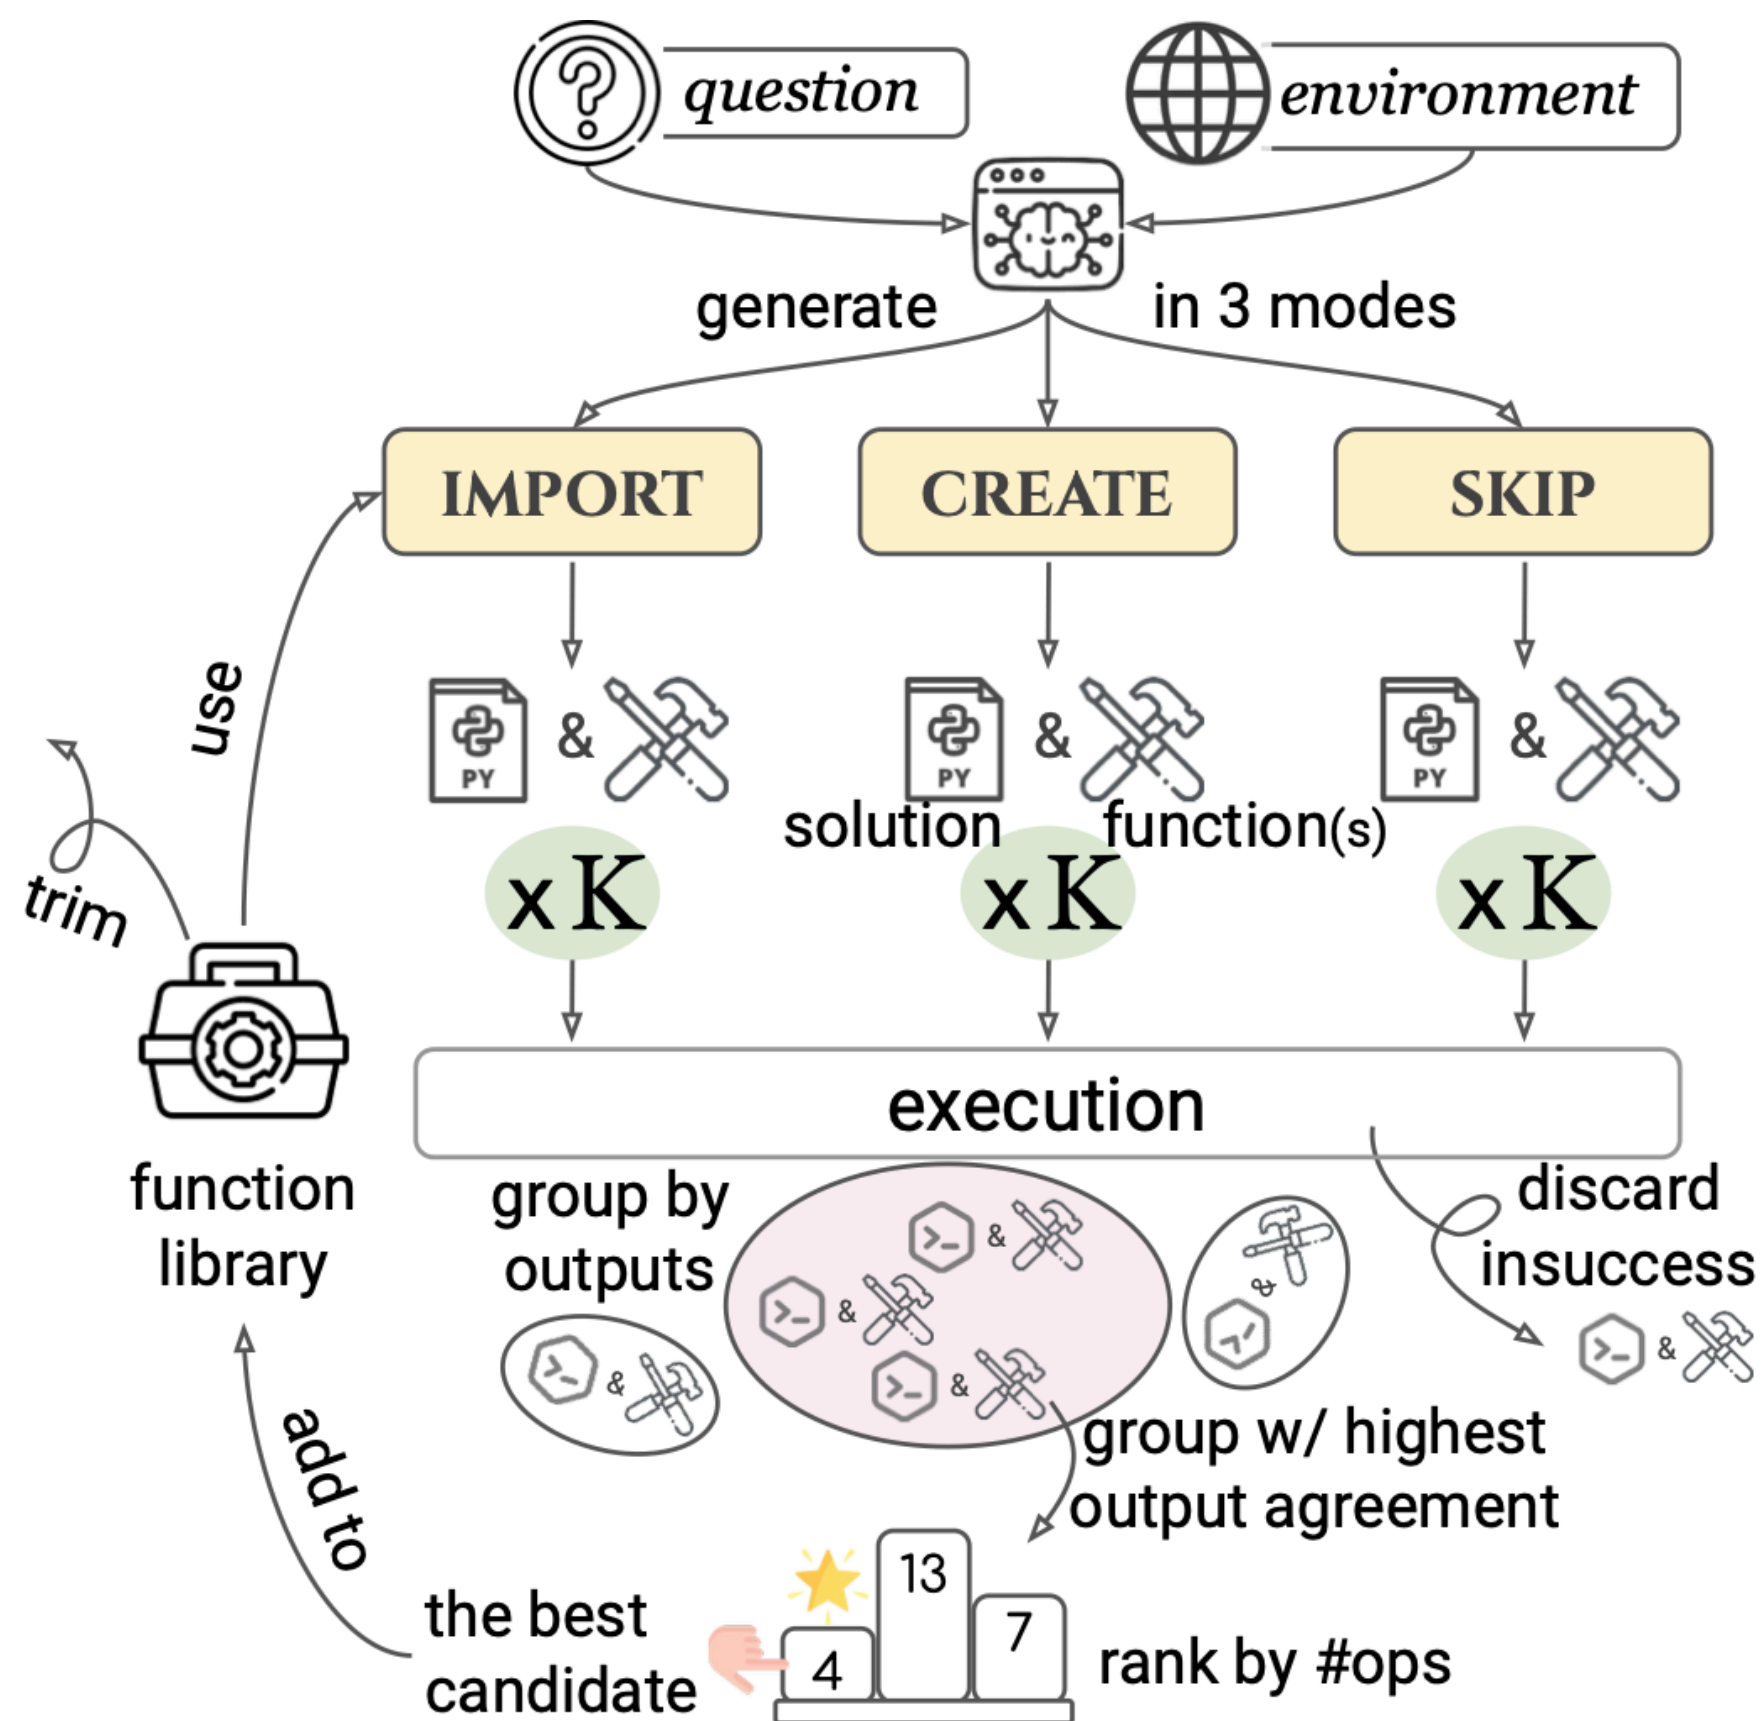 question
environment
generate
in 3 modes
IMPORT
CREATE
SKIP
use
PY
&
PY
&
PY
&
solution
function(s)
x K
x K
x K
trim
execution
function
library
group by
outputs
&
&
&
&
&
discard
insuccess
&
group w/ highest
output agreement
add to
the best
candidate
4
13
7
rank by #ops